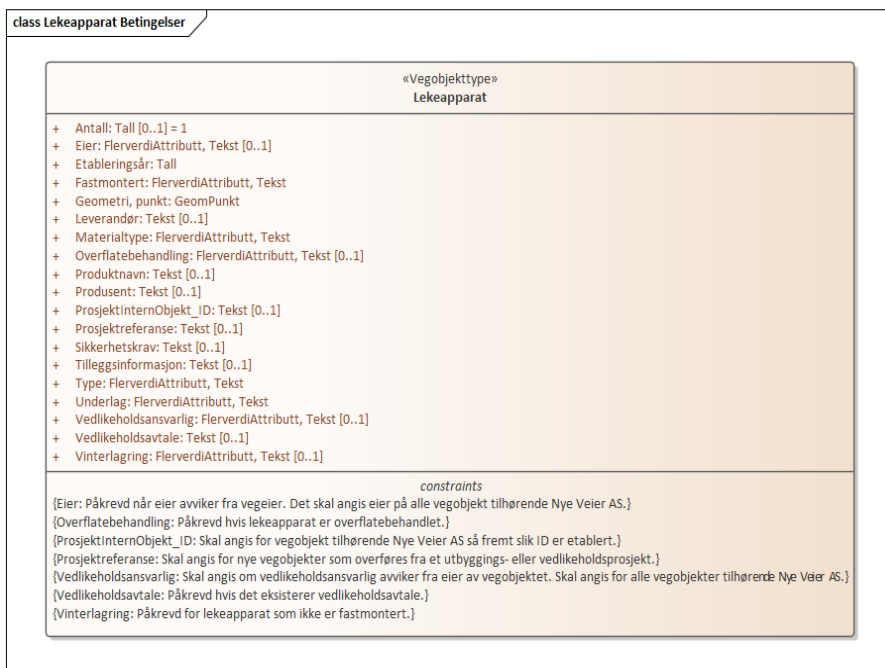 class Lekeapparat Betingelser
«Vegobjekttype»
Lekeapparat
+ Antall: Tall [0..1] = 1
+ Eier: FlerverdiAttributt, Tekst [0..1]
+ Etableringsår: Tall
+ Fastmontert: FlerverdiAttributt, Tekst
+ Geometri, punkt: GeomPunkt
+ Leverandør: Tekst [0..1]
+ Materialtype: FlerverdiAttributt, Tekst
+ Overflatebehandling: FlerverdiAttributt, Tekst [0..1]
+ Produktnavn: Tekst [0..1]
+ Produsent: Tekst [0..1]
+ ProsjektInternObjekt_ID: Tekst [0..1]
+ Prosjektreferanse: Tekst [0..1]
+ Sikkerhetskrav: Tekst [0..1]
+ Tilleggsinformasjon: Tekst [0..1]
+ Type: FlerverdiAttributt, Tekst
+ Underlag: FlerverdiAttributt, Tekst
+ Vedlikeholdsansvarlig: FlerverdiAttributt, Tekst [0..1]
+ Vedlikeholdsavtale: Tekst [0..1]
+ Vinterlagring: FlerverdiAttributt, Tekst [0..1]
constraints
{Eier: Påkrevd når eier avviker fra vegeier. Det skal angis eier på alle vegobjekt tilhørende Nye Veier AS.}
{Overflatebehandling: Påkrevd hvis lekeapparat er overflatebehandlet.}
{ProsjektInternObjekt_ID: Skal angis for vegobjekt tilhørende Nye Veier AS så fremt slik ID er etablert.}
{Prosjektreferanse: Skal angis for nye vegobjekter som overføres fra et utbyggings- eller vedlikeholdsprosjekt.}
{Vedlikeholdsansvarlig: Skal angis om vedlikeholdsansvarlig avviker fra eier av vegobjektet. Skal angis for alle vegobjekter tilhørende Nye Veier AS.}
{Vedlikeholdsavtale: Påkrevd hvis det eksisterer vedlikeholdsavtale.}
{Vinterlagring: Påkrevd for lekeapparat som ikke er fastmontert.}